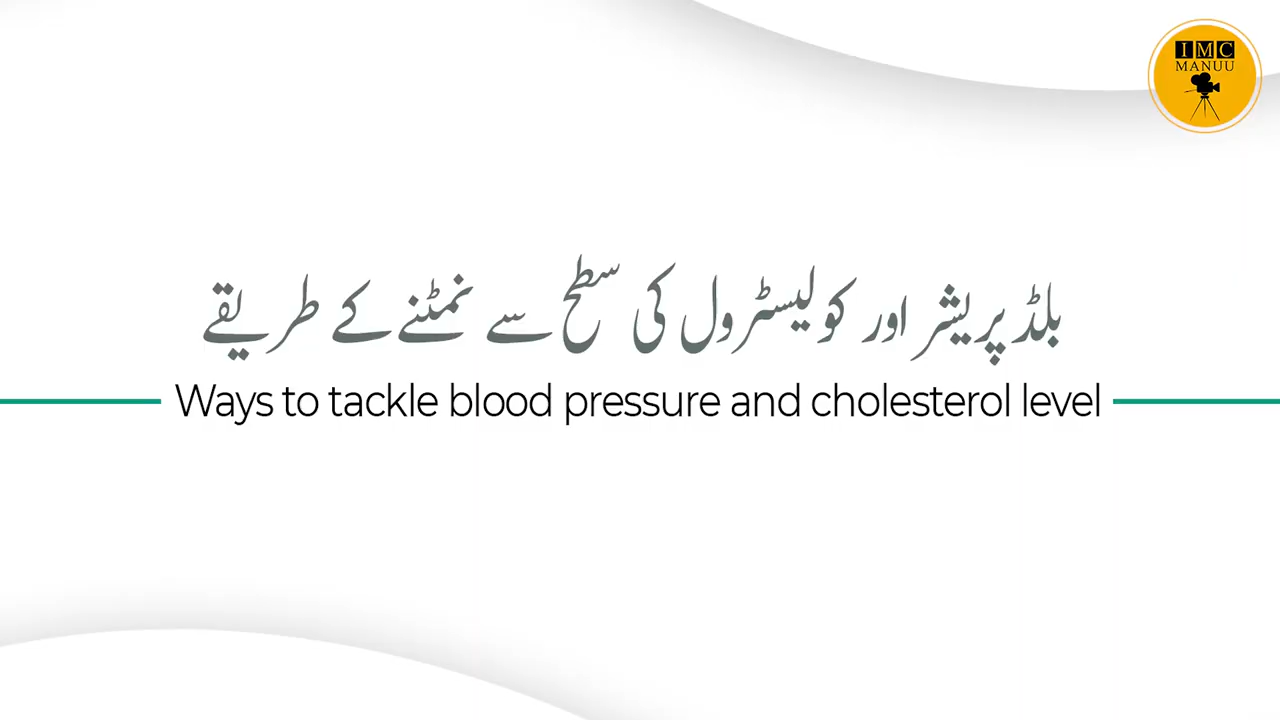 IMC
MANUU
بلڈ پریشر اور کولیسٹرول کی سطح سے نمٹنے کے طریقے
Ways to tackle blood pressure and cholesterol level